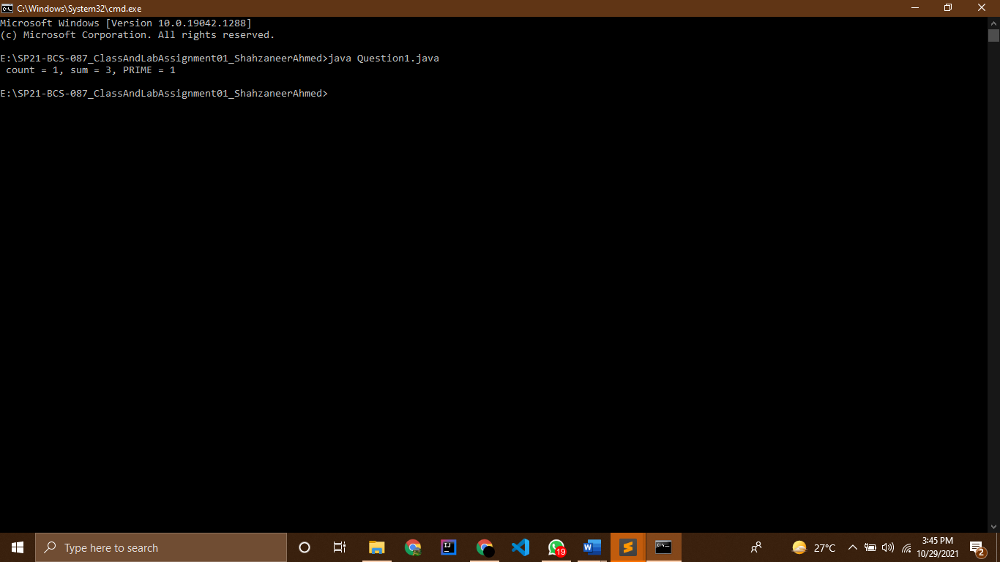 C:\Windows\System32\cmd.exe
Microsoft Windows [Version 10.0.19042.1288]
(c) Microsoft Corporation. All rights reserved.
E:\SP21-BCS-087_ClassAndLabAssignment01_ShahzaneerAhmed>java Question1.java
 count = 1, sum = 3, PRIME = 1
E:\SP21-BCS-087_ClassAndLabAssignment01_ShahzaneerAhmed>
Type here to search
19
27°C
3:45 PM
10/29/2021
2